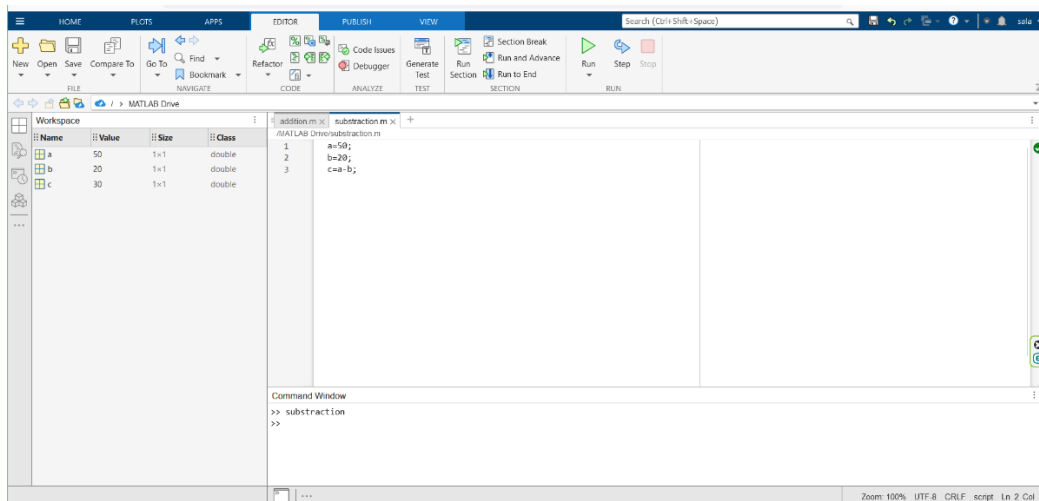 HOME PLOTS APPS EDITOR PUBLISH VIEW Search (Ctrl+Shift+Space) sala
New Open Save Compare To Go To Find Bookmark Refactor Code Issues Debugger Generate Test Run Section Section Break Run and Advance Run to End Run Step Stop
FILE NAVIGATE CODE ANALYZE TEST SECTION RUN
/ > MATLAB Drive
Workspace
Name Value Size Class
a 50 1×1 double
b 20 1×1 double
c 30 1×1 double
addition.m × substraction.m × +
/MATLAB Drive/substraction.m
1 a=50;
2 b=20;
3 c=a-b;
Command Window
>> substraction
>>
Zoom: 100% UTF-8 CRLF script Ln 2 Col